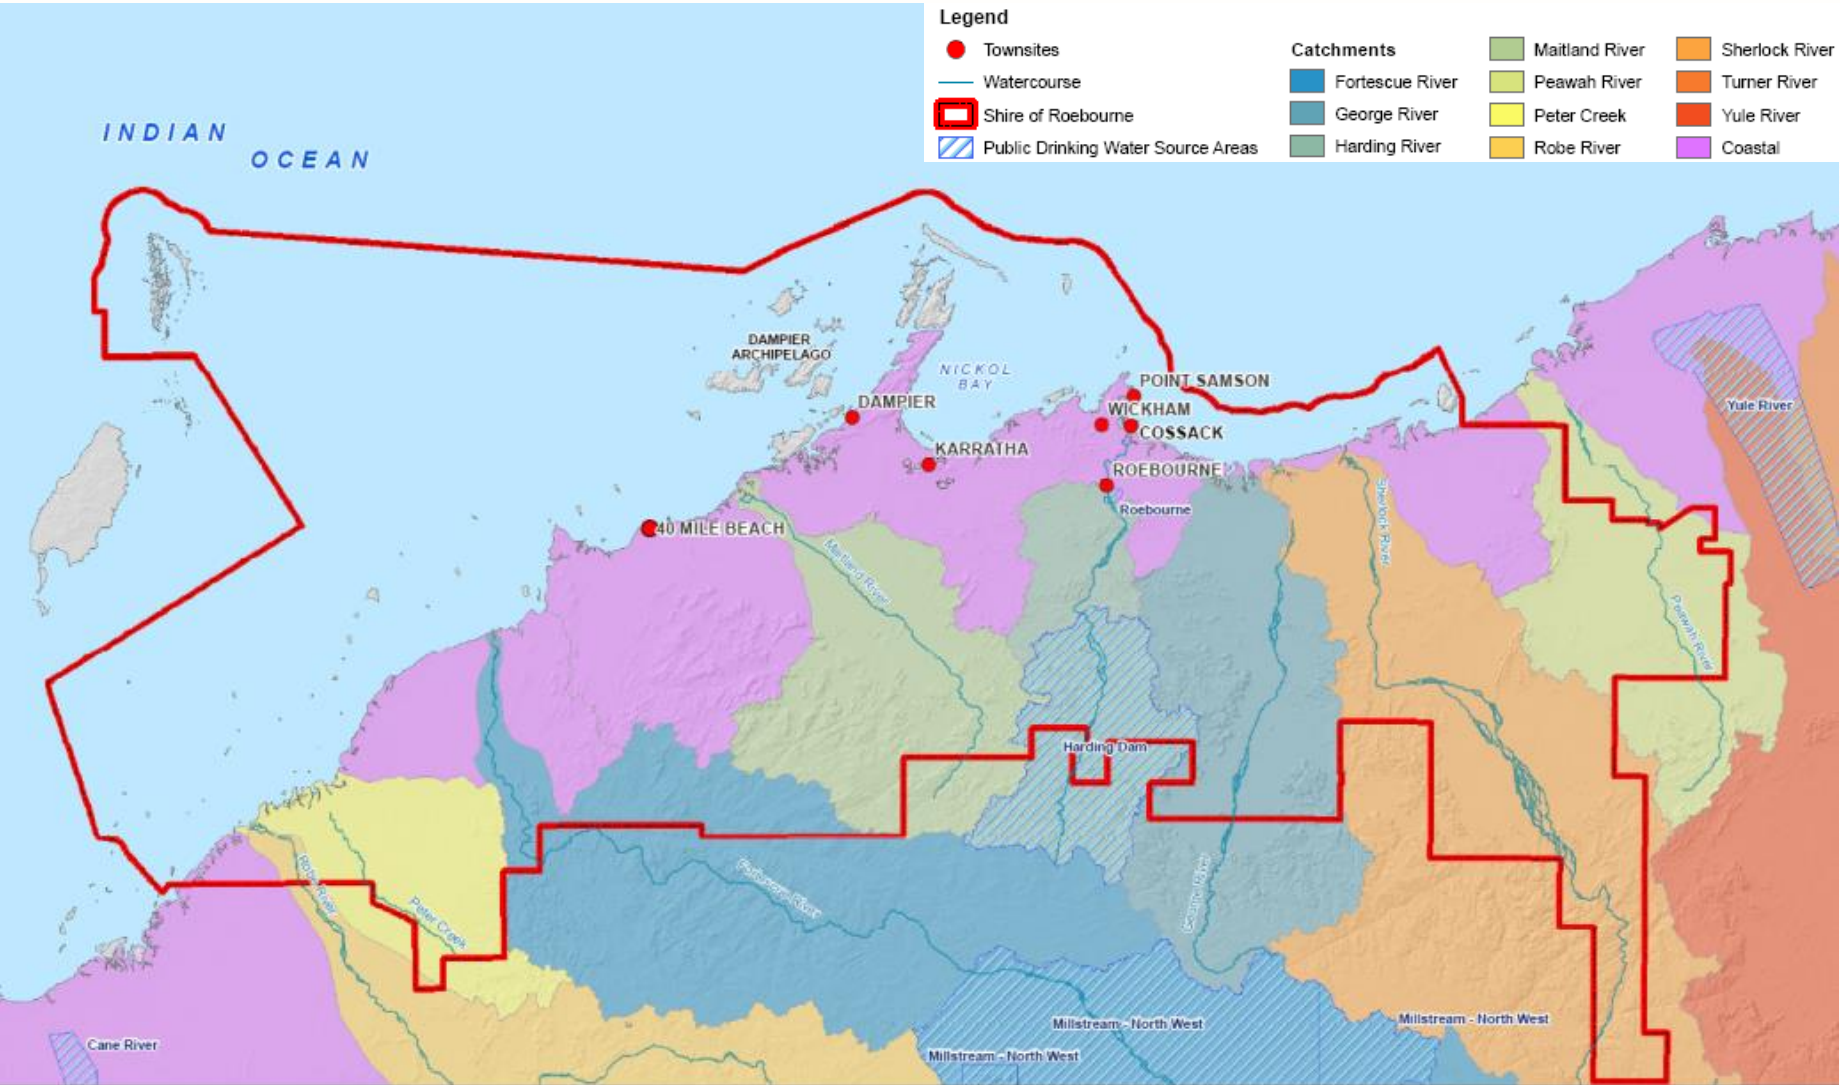 Legend
Townsites
Watercourse
Shire of Roebourne
Public Drinking Water Source Areas
Catchments
Fortescue River
George River
Harding River
Maitland River
Peawah River
Peter Creek
Robe River
Sherlock River
Turner River
Yule River
Coastal
INDIAN
OCEAN
DAMPIER
ARCHIPELAGO
NICKOL
BAY
POINT SAMSON
DAMPIER
WICKHAM
COSSACK
KARRATHA
ROEBOURNE
Roebourne
40 MILE BEACH
Yule River
Sherlock River
Maitland River
Peawah River
Harding Dam
Robe River
Peter Creek
Fortescue River
George River
Millstream - North West
Millstream - North West
Millstream - North West
Cane River